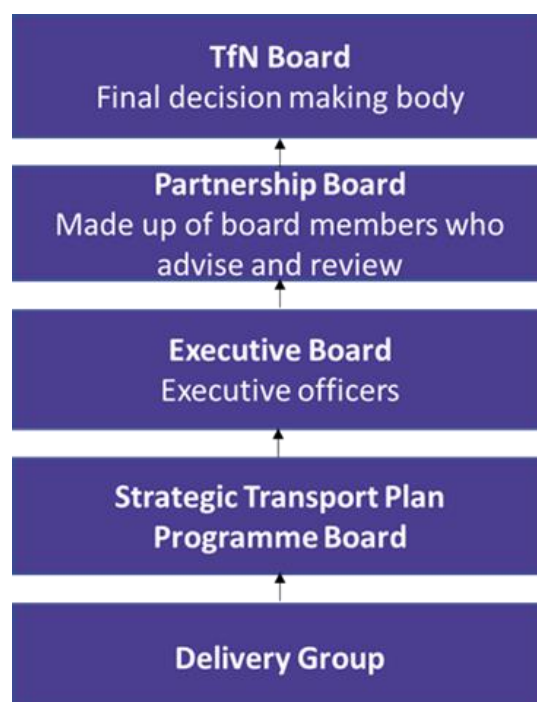 TfN Board
Final decision making body
Partnership Board
Made up of board members who
advise and review
Executive Board
Executive officers
Strategic Transport Plan
Programme Board
Delivery Group